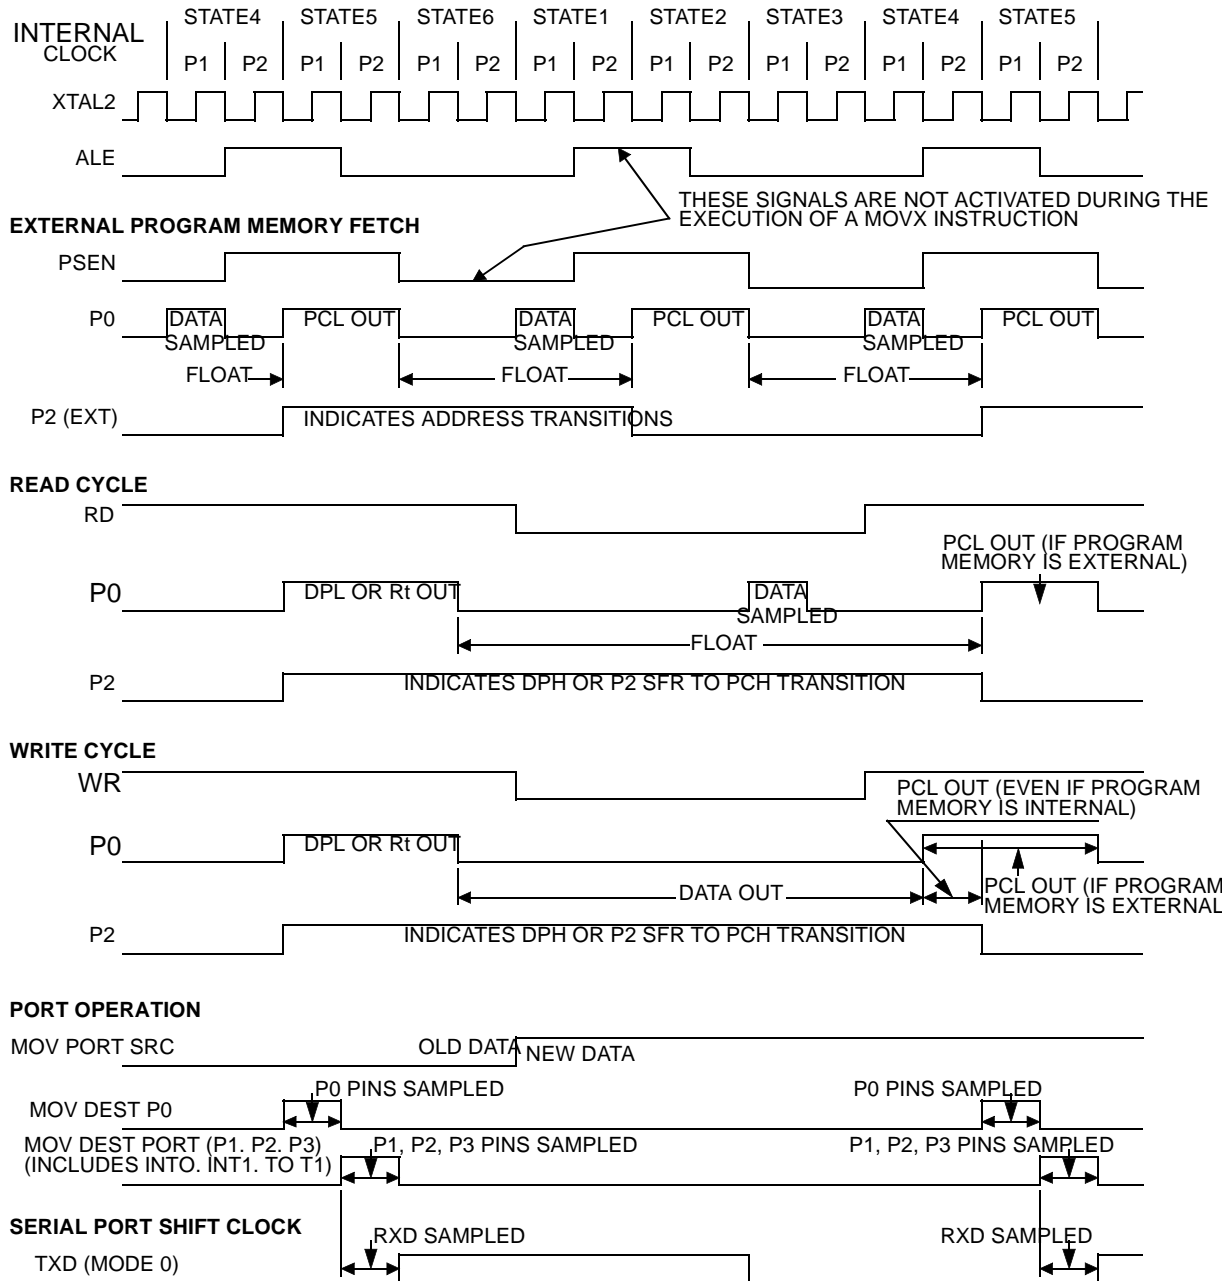 INTERNAL
CLOCK
STATE4 STATE5 STATE6 STATE1 STATE2 STATE3 STATE4 STATE5
P1 P2 P1 P2 P1 P2 P1 P2 P1 P2 P1 P2 P1 P2 P1 P2
XTAL2
ALE
THESE SIGNALS ARE NOT ACTIVATED DURING THE
EXECUTION OF A MOVX INSTRUCTION
EXTERNAL PROGRAM MEMORY FETCH
PSEN
P0 DATA PCL OUT DATA PCL OUT DATA PCL OUT
SAMPLED SAMPLED SAMPLED
FLOAT FLOAT FLOAT
P2 (EXT) INDICATES ADDRESS TRANSITIONS
READ CYCLE
RD
PCL OUT (IF PROGRAM
MEMORY IS EXTERNAL)
P0 DPL OR Rt OUT DATA
SAMPLED
FLOAT
P2 INDICATES DPH OR P2 SFR TO PCH TRANSITION
WRITE CYCLE
WR
PCL OUT (EVEN IF PROGRAM
MEMORY IS INTERNAL)
P0 DPL OR Rt OUT
DATA OUT
PCL OUT (IF PROGRAM
MEMORY IS EXTERNAL
P2 INDICATES DPH OR P2 SFR TO PCH TRANSITION
PORT OPERATION
MOV PORT SRC OLD DATA NEW DATA
P0 PINS SAMPLED P0 PINS SAMPLED
MOV DEST P0
MOV DEST PORT (P1. P2. P3) P1, P2, P3 PINS SAMPLED P1, P2, P3 PINS SAMPLED
(INCLUDES INTO. INT1. TO T1)
SERIAL PORT SHIFT CLOCK
RXD SAMPLED RXD SAMPLED
TXD (MODE 0)